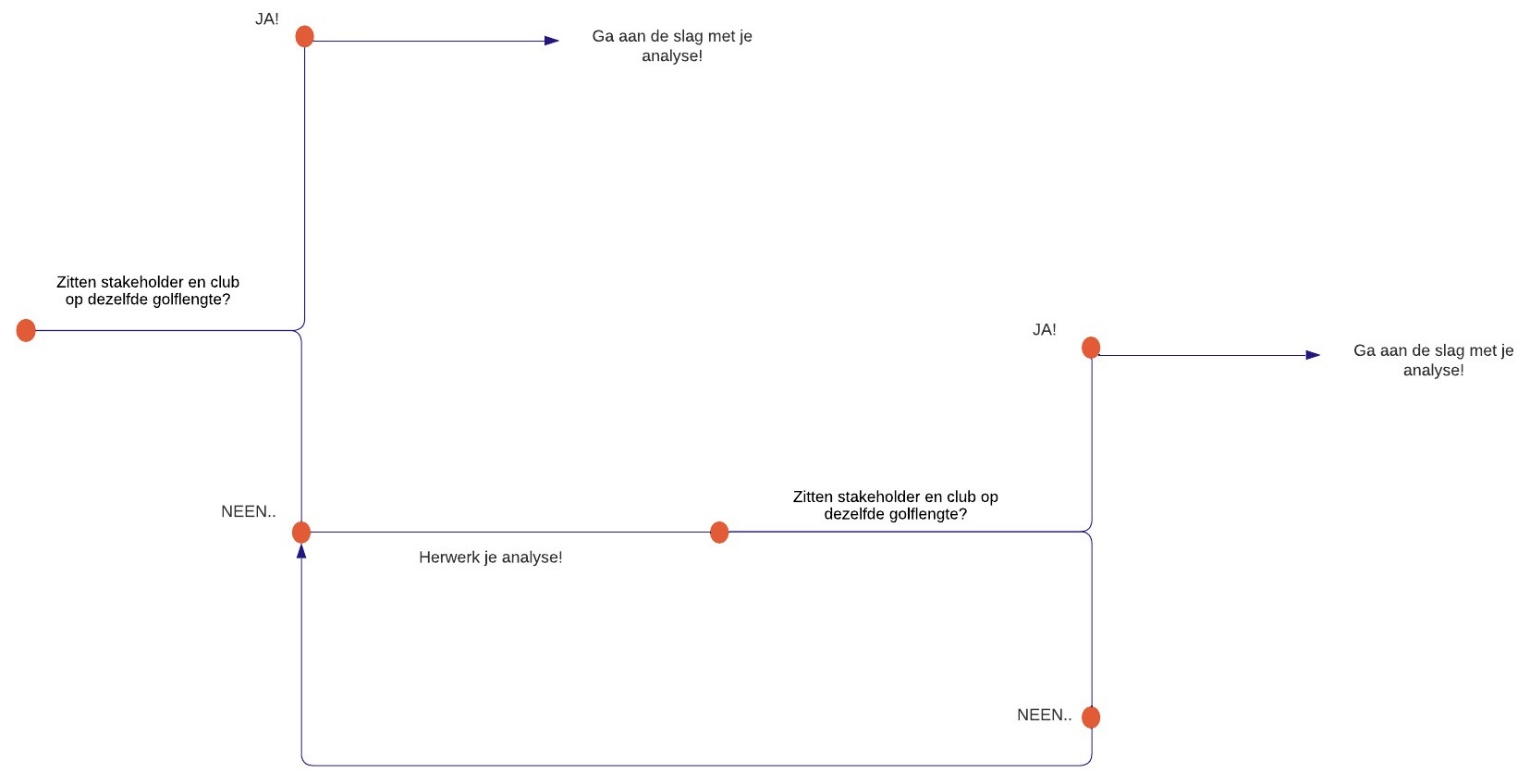 JA!
Ga aan de slag met je
analyse!
Zitten stakeholder en club
op dezelfde golflengte?
JA!
Ga aan de slag met je
analyse!
NEEN..
Herwerk je analyse!
Zitten stakeholder en club op
dezelfde golflengte?
NEEN..